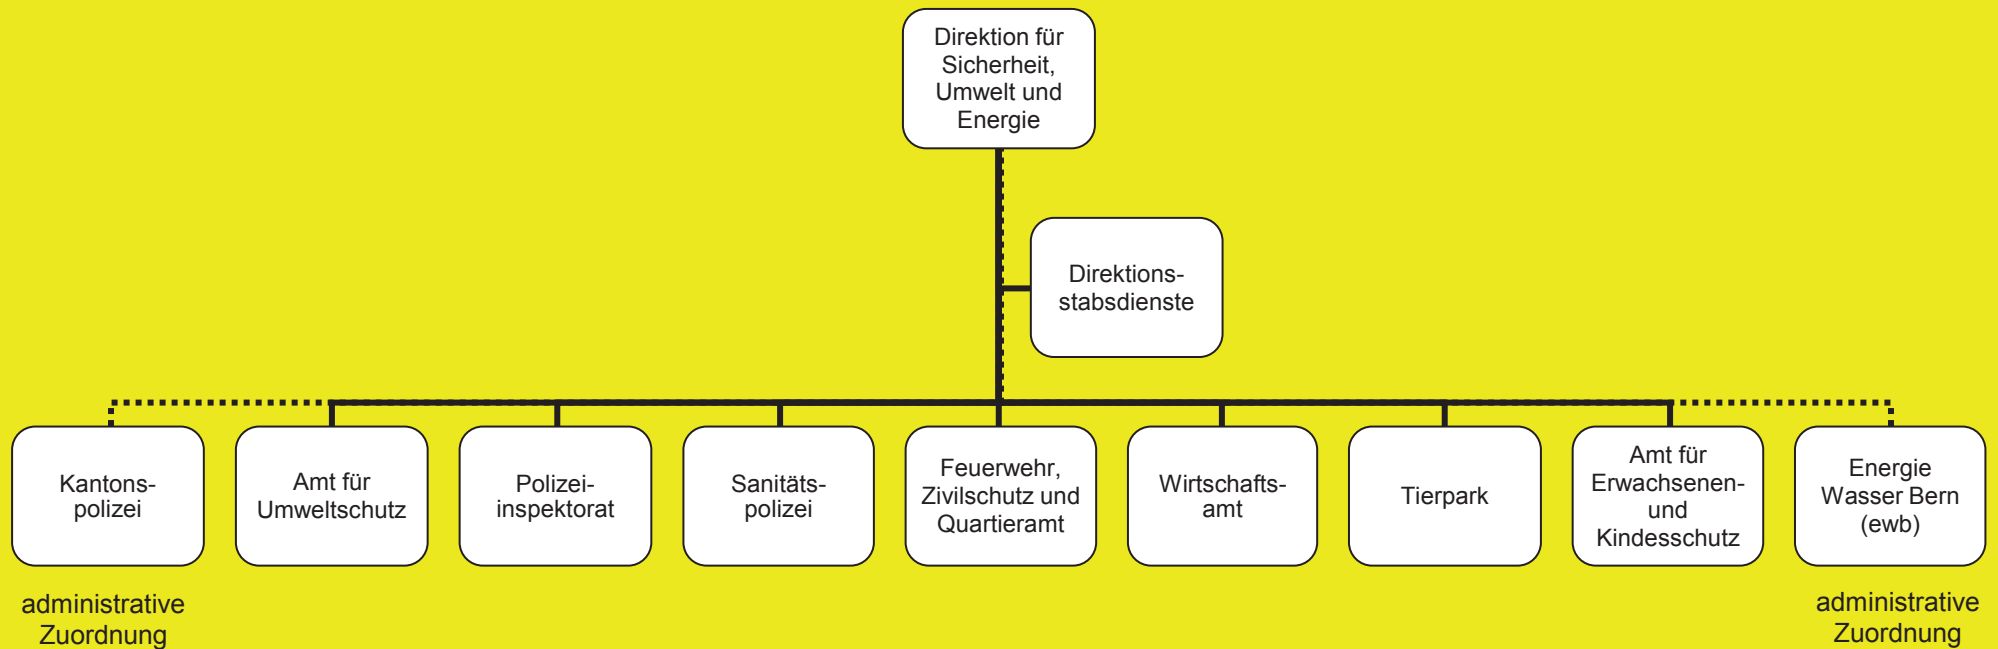 Direktion für
Sicherheit,
Umwelt und
Energie
Direktions-
stabsdienste
Kantons-
polizei
Amt für
Umweltschutz
Polizei-
inspektorat
Sanitäts-
polizei
Feuerwehr,
Zivilschutz und
Quartieramt
Wirtschafts-
amt
Tierpark
Amt für
Erwachsenen-
und
Kindesschutz
Energie
Wasser Bern
(ewb)
administrative
Zuordnung
administrative
Zuordnung